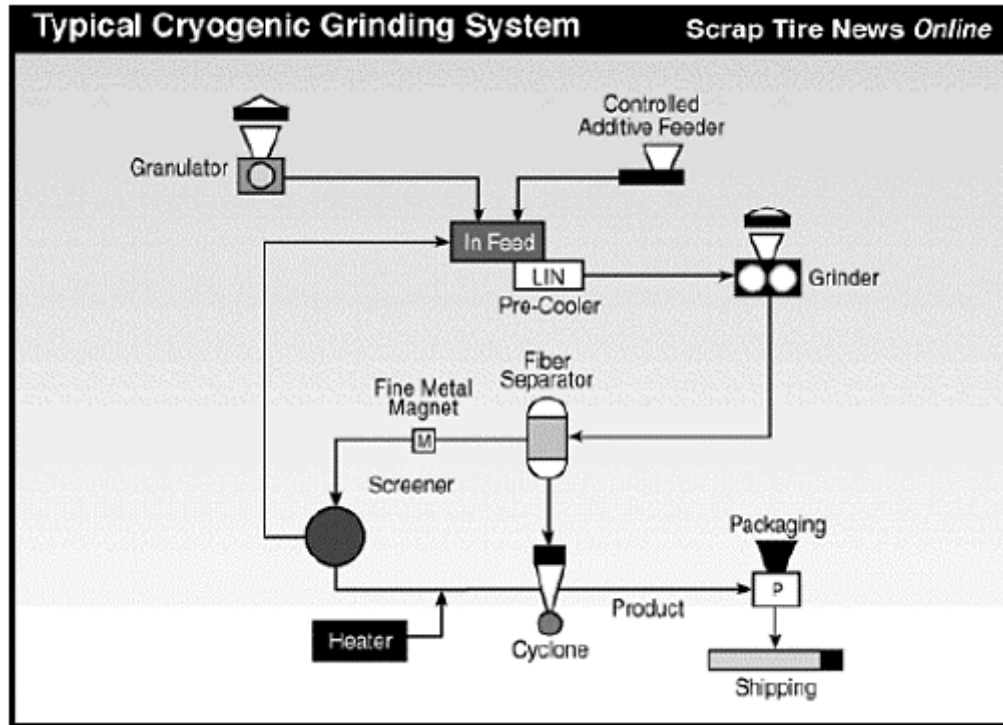 Typical Cryogenic Grinding System
Scrap Tire News Online
Controlled
Additive Feeder
Granulator
In Feed
LIN
Pre-Cooler
Grinder
Fiber
Separator
Fine Metal
Magnet
M
Screener
Packaging
P
Product
Heater
Cyclone
Shipping